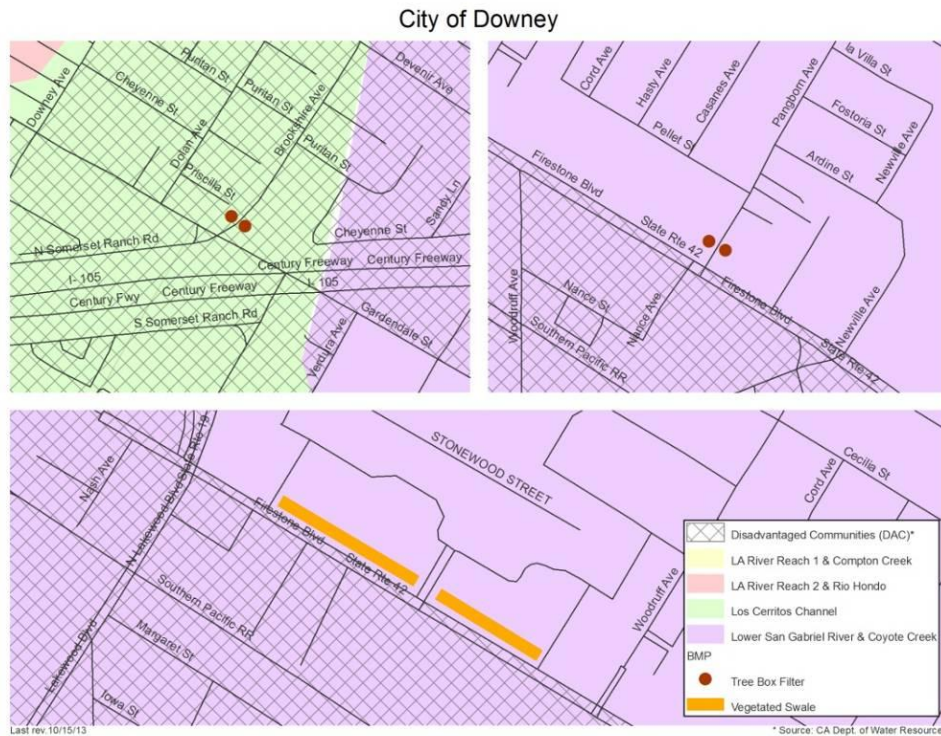 City of Downey
Downey Ave
Cheyenne St
Puritan St
Puritan St
Puritan St
Dolan Ave
Brookshire Ave
Devenir Ave
Priscilla St
Sandy Ln
Cheyenne St
N Somerset Ranch Rd
Century Freeway
Century Freeway
I- 105
Century Fwy
Century Freeway
I- 105
S Somerset Ranch Rd
Verdura Ave
Gardendale St
Cord Ave
Hasty Ave
Casanes Ave
Pangborn Ave
la Villa St
Fostoria St
Newville Ave
Pellet St
Ardine St
Firestone Blvd
State Rte 42
Woodruff Ave
Nance St
Nance Ave
Firestone Blvd
Newville Ave
Southern Pacific RR
State Rte 42
STONEWOOD STREET
Nash Ave
N Lakewood Blvd
State Rte 19
Firestone Blvd
State Rte 42
Southern Pacific RR
Margaret St
Lakewood Blvd
Iowa St
Woodruff Ave
Cord Ave
Cecilia St
Disadvantaged Communities (DAC)*
LA River Reach 1 & Compton Creek
LA River Reach 2 & Rio Hondo
Los Cerritos Channel
Lower San Gabriel River & Coyote Creek
BMP
Tree Box Filter
Vegetated Swale
Last rev.10/15/13
* Source: CA Dept. of Water Resource